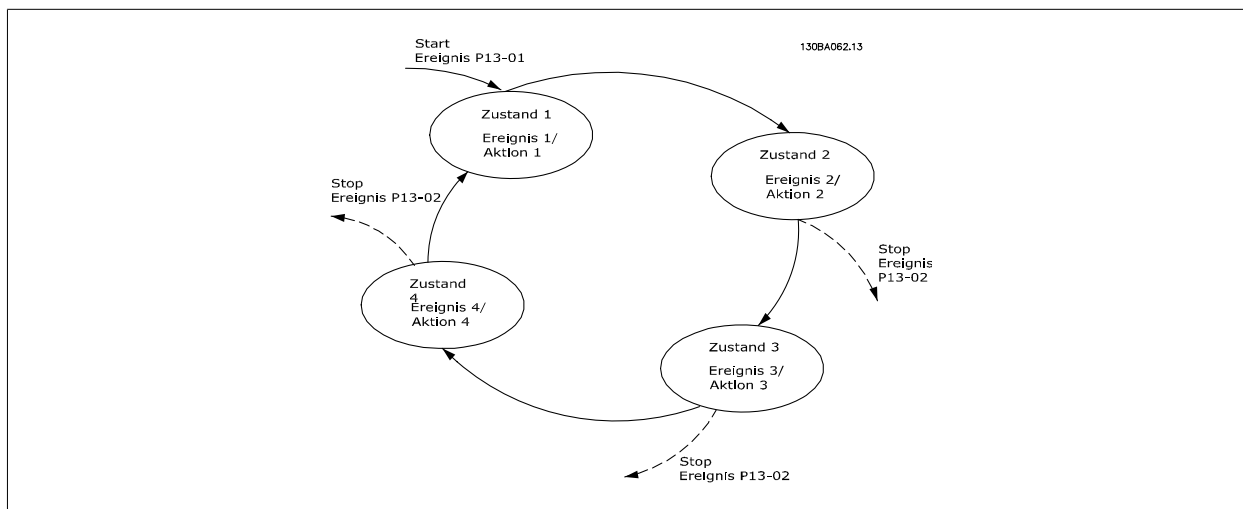 Start
Ereignis P13-01
130BA062.13
Zustand 1
Ereignis 1/
Aktion 1
Zustand 2
Ereignis 2/
Aktion 2
Stop
Ereignis P13-02
Stop
Ereignis
P13-02
Zustand
4
Ereignis 4/
Aktion 4
Zustand 3
Ereignis 3/
Aktion 3
Stop
Ereignis P13-02